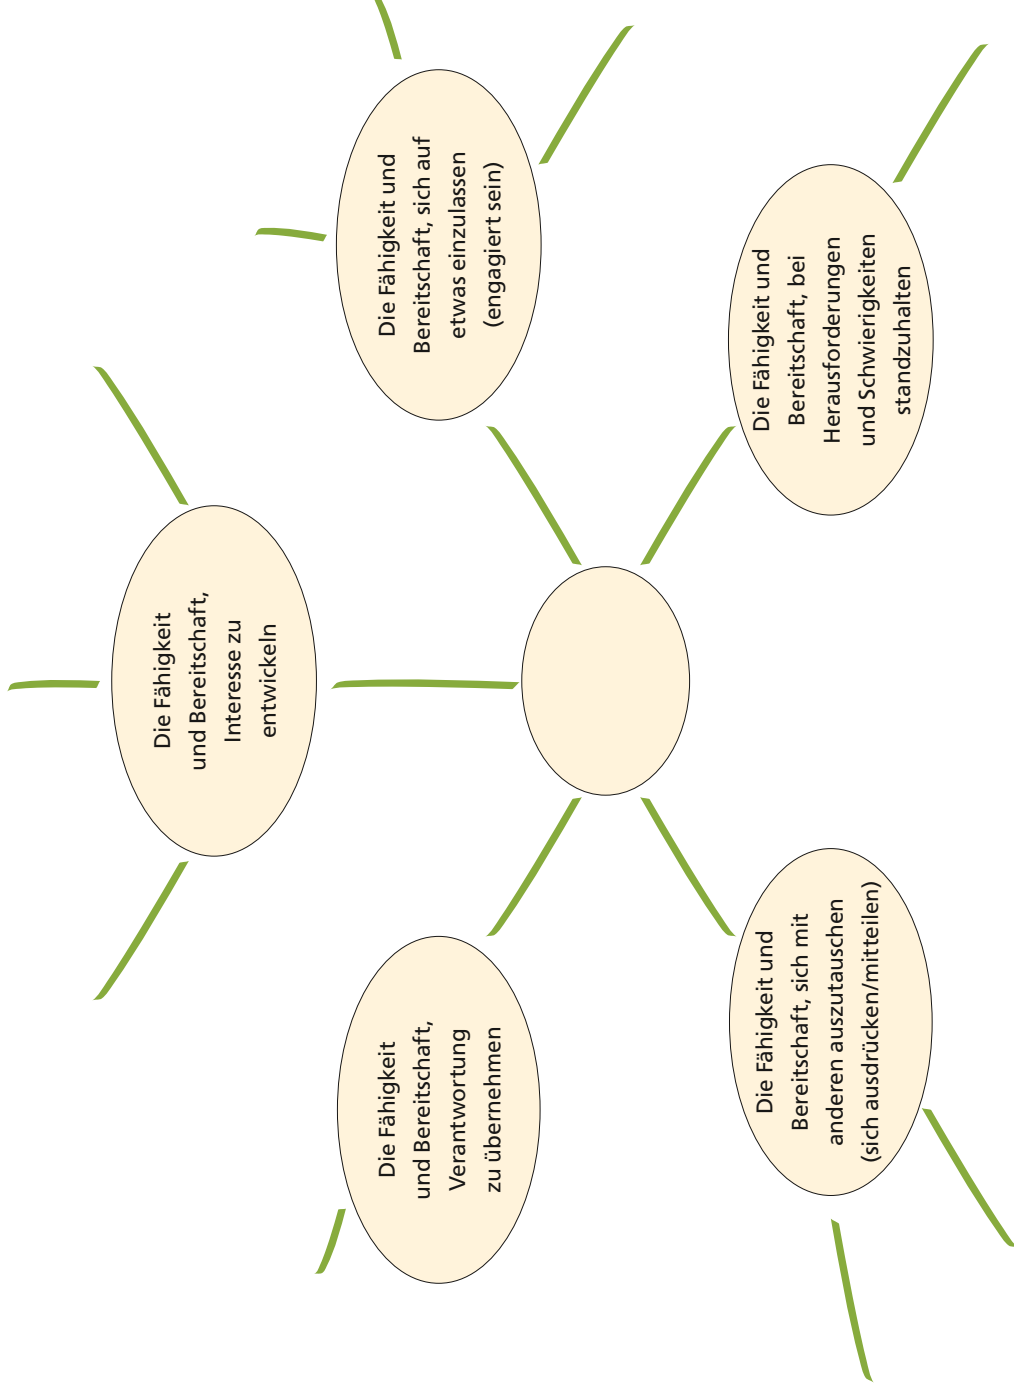 Die Fähigkeit
und Bereitschaft,
Interesse zu
entwickeln
Die Fähigkeit und
Bereitschaft, sich auf
etwas einzulassen
(engagiert sein)
Die Fähigkeit und
Bereitschaft, bei
Herausforderungen
und Schwierigkeiten
standzuhalten
Die Fähigkeit und
Bereitschaft, sich mit
anderen auszutauschen
(sich ausdrücken/mitteilen)
Die Fähigkeit
und Bereitschaft,
Verantwortung
zu übernehmen